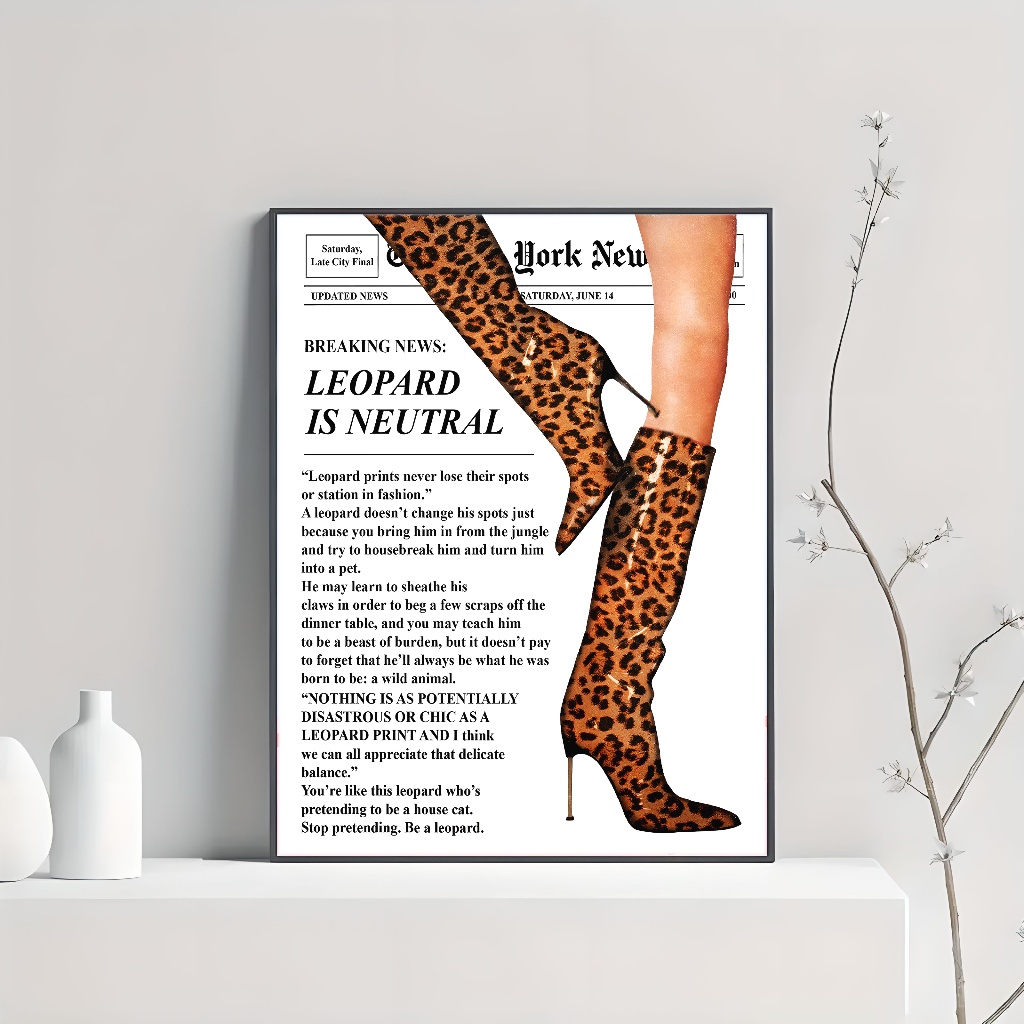 Saturday,
Late City Final
York New
UPDATED NEWS
SATURDAY, JUNE 14
BREAKING NEWS:
LEOPARD
IS NEUTRAL
“Leopard prints never lose their spots
or station in fashion.”
A leopard doesn’t change his spots just
because you bring him in from the jungle
and try to housebreak him and turn him
into a pet.
He may learn to sheathe his
claws in order to beg a few scraps off the
dinner table, and you may teach him
to be a beast of burden, but it doesn’t pay
to forget that he’ll always be what he was
born to be: a wild animal.
“NOTHING IS AS POTENTIALLY
DISASTROUS OR CHIC AS A
LEOPARD PRINT AND I think
we can all appreciate that delicate
balance.”
You’re like this leopard who’s
pretending to be a house cat.
Stop pretending. Be a leopard.